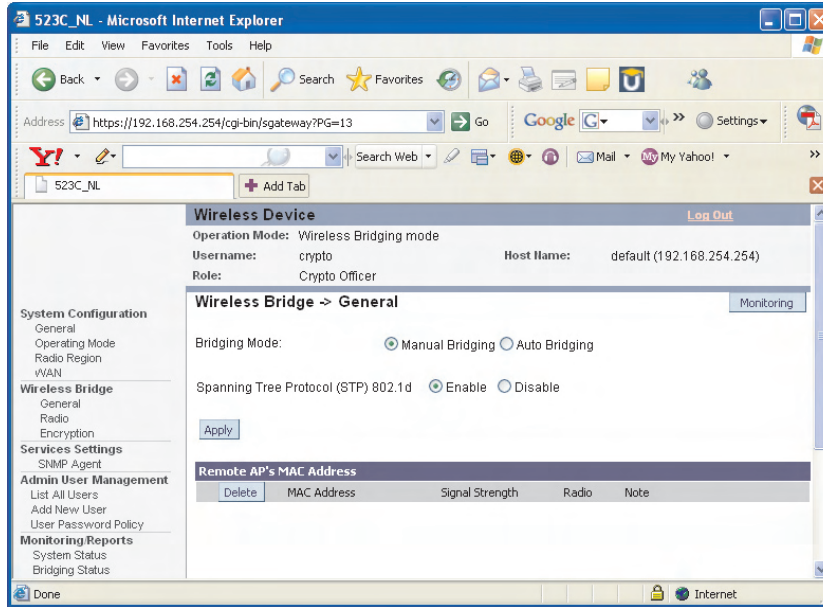 523C_NL - Microsoft Internet Explorer
File Edit View Favorites Tools Help
Back Search Favorites
Address https://192.168.254.254/cgi-bin/sgateway?PG=13 Go Google G Settings
Y! Search Web Mail My Yahoo!
523C_NL Add Tab
Wireless Device Log Out
Operation Mode: Wireless Bridging mode
Username: crypto Host Name: default (192.168.254.254)
Role: Crypto Officer
Wireless Bridge -> General Monitoring
Bridging Mode: Manual Bridging Auto Bridging
Spanning Tree Protocol (STP) 802.1d Enable Disable
Apply
Remote AP's MAC Address
Delete MAC Address Signal Strength Radio Note
System Configuration
General
Operating Mode
Radio Region
WAN
Wireless Bridge
General
Radio
Encryption
Services Settings
SNMP Agent
Admin User Management
List All Users
Add New User
User Password Policy
Monitoring/Reports
System Status
Bridging Status
Done Internet